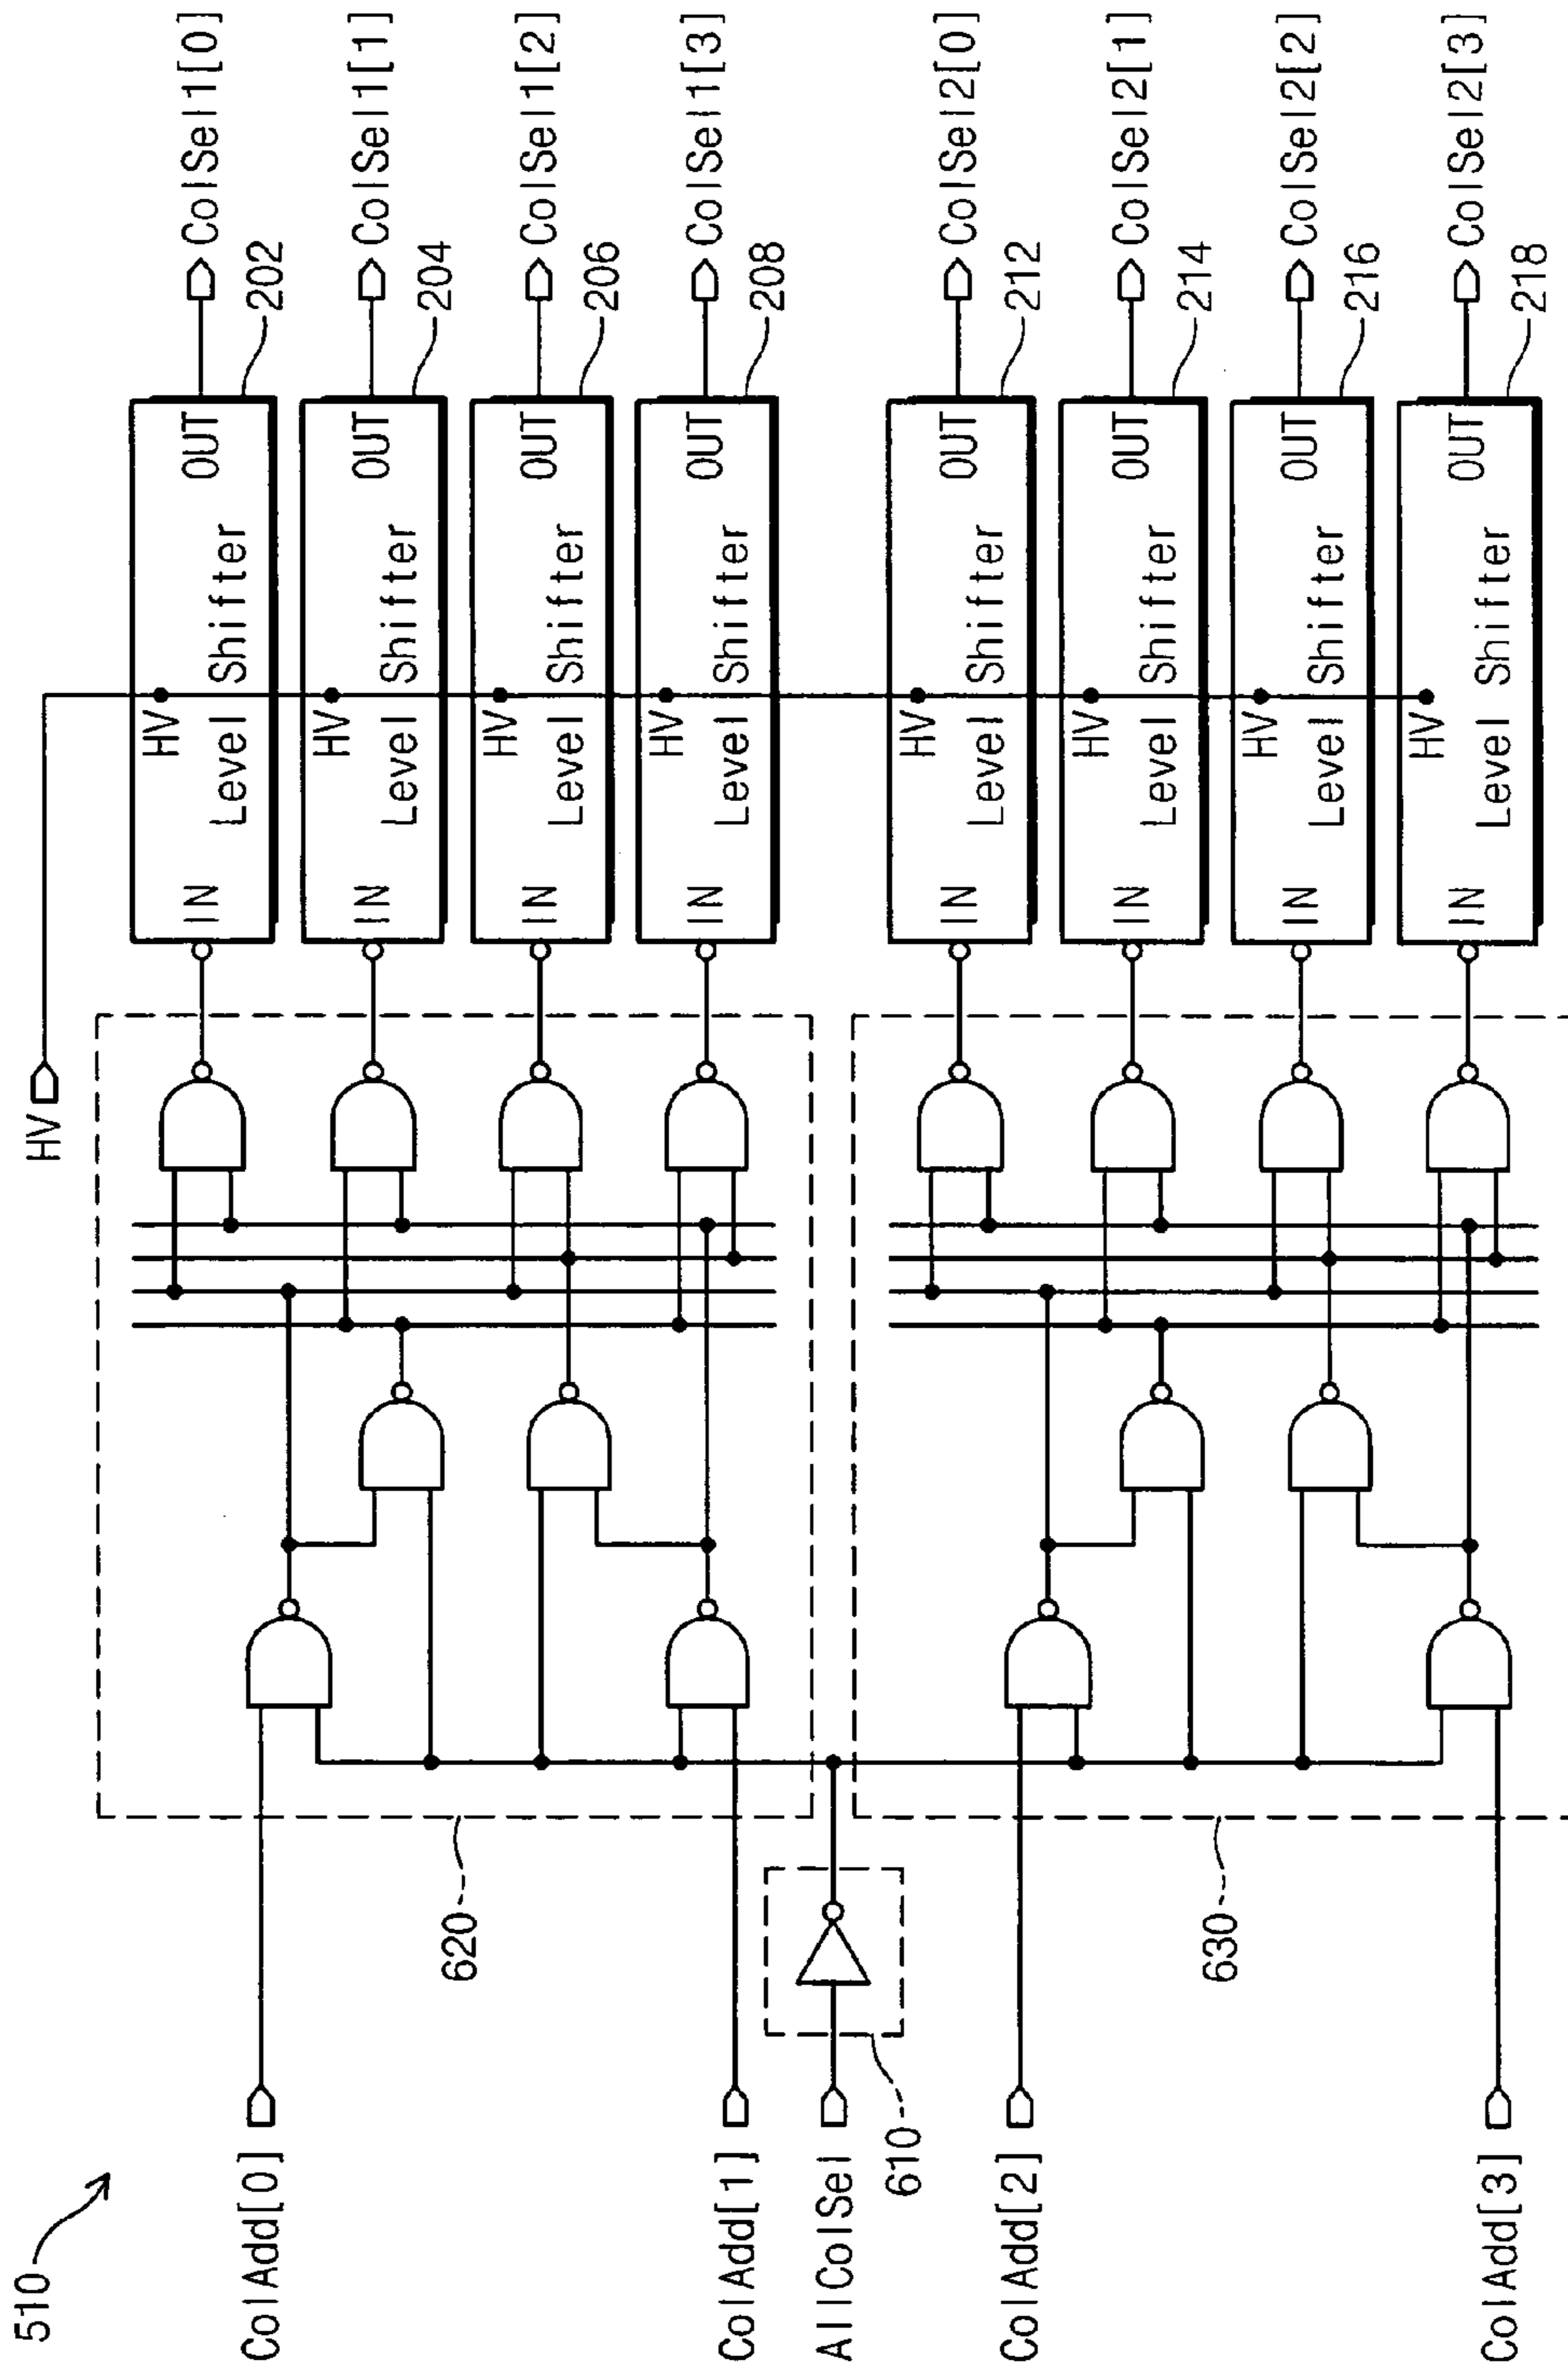 510
HV
ColAdd[0]
ColAdd[1]
AllColSel
ColAdd[2]
ColAdd[3]
610
620
630
IN HV Level Shifter OUT
202
ColSel1[0]
IN HV Level Shifter OUT
204
ColSel1[1]
IN HV Level Shifter OUT
206
ColSel1[2]
IN HV Level Shifter OUT
208
ColSel1[3]
IN HV Level Shifter OUT
212
ColSel2[0]
IN HV Level Shifter OUT
214
ColSel2[1]
IN HV Level Shifter OUT
216
ColSel2[2]
IN HV Level Shifter OUT
218
ColSel2[3]